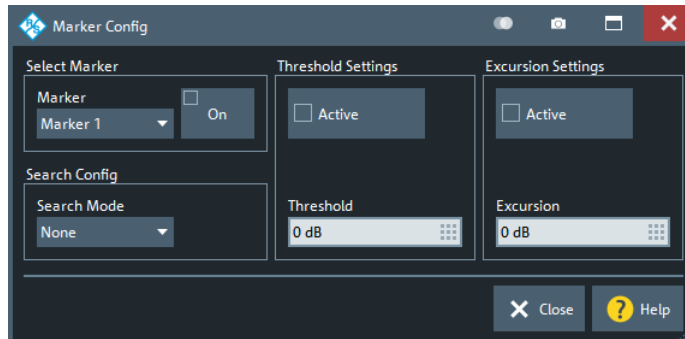 Marker Config
Select Marker
Marker
Marker 1
On
Search Config
Search Mode
None
Threshold Settings
Active
Threshold
0 dB
Excursion Settings
Active
Excursion
0 dB
Close
? Help